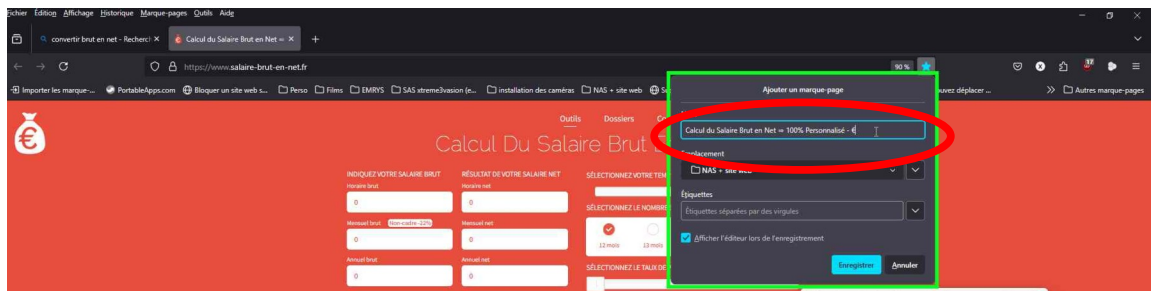 Fichier Édition Affichage Historique Marque-pages Outils Aide
convertir brut en net - Recherch × Calcul du Salaire Brut en Net = × +
https://www.salaire-brut-en-net.fr 90 % 17
Importer les marque-... PortableApps.com Bloquer un site web s... Perso Films EMRYS SAS xtreme3vasion (e... installation des caméras NAS + site web ouvez déplacer ... Autres marque-pages
Ajouter un marque-page
Calcul du Salaire Brut en Net ⇒ 100% Personnalisé - €
Emplacement
NAS + site web
Étiquettes
Étiquettes séparées par des virgules
Afficher l'éditeur lors de l'enregistrement
Enregistrer Annuler
€
Outils Dossiers
Calcul Du Salaire Brut
INDIQUEZ VOTRE SALAIRE BRUT
Horaire brut
0
Mensuel brut Non-cadre -22%
0
Annuel brut
0
RÉSULTAT DE VOTRE SALAIRE NET
Horaire net
0
Mensuel net
0
Annuel net
0
SÉLECTIONNEZ VOTRE TEM
SÉLECTIONNEZ LE NOMBRE
12 mois 13 mois
SÉLECTIONNEZ LE TAUX DE